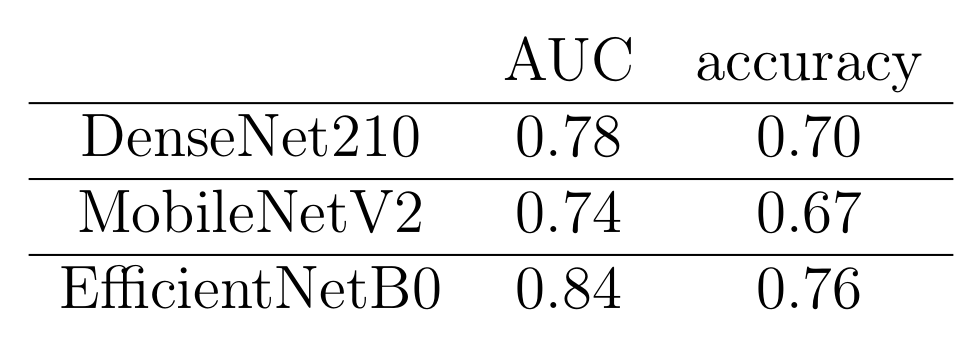 AUC accuracy
DenseNet210 0.78 0.70
MobileNetV2 0.74 0.67
EfficientNetB0 0.84 0.76